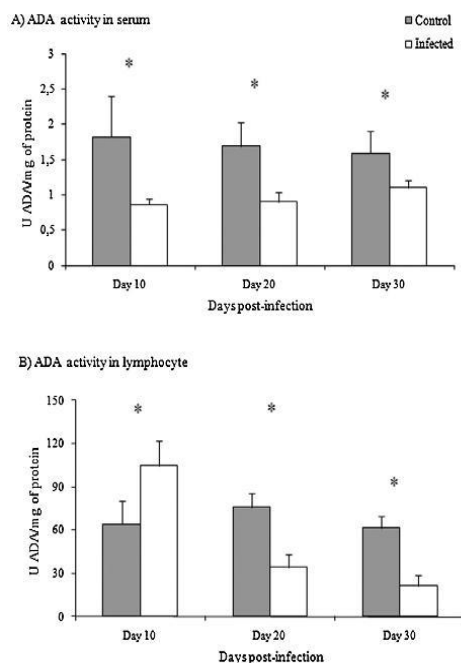 A) ADA activity in serum
Control
Infected
U ADA/mg of protein
3
2,5
2
1,5
1
0,5
0
*
*
*
Day 10
Day 20
Day 30
Days post-infection
B) ADA activity in lymphocyte
U ADA/mg of protein
150
120
90
60
30
0
*
*
*
Day 10
Day 20
Day 30
Days post-infection